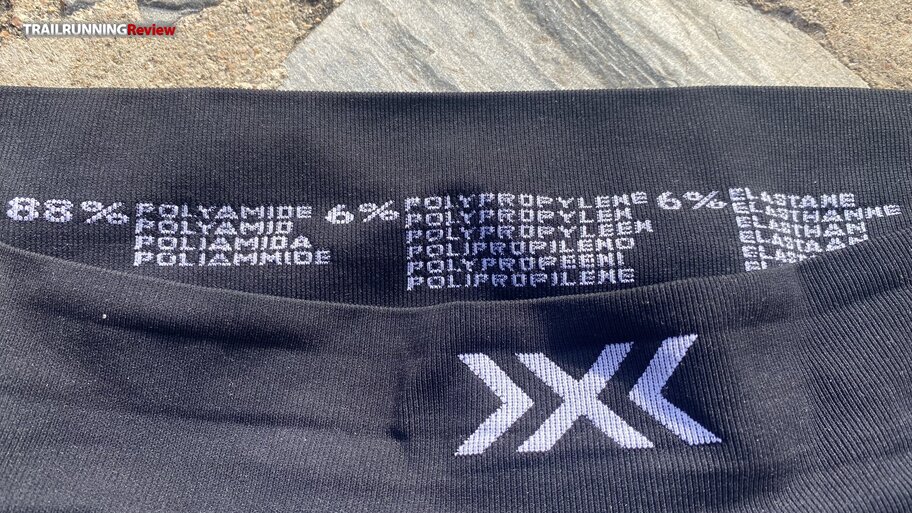 TRAILRUNNINGReview
88% POLYAMIDE
POLYAMID
POLIAMIDA
POLIAMMIDE
6% POLYPROPYLENE
POLYPROPYLEN
POLYPROPYLEEN
POLIPROPILENO
POLYPROPEENI
POLIPROPILENE
6% ELASTANE
ELASTHANNE
ELASTHAN
ELASTAAN
X